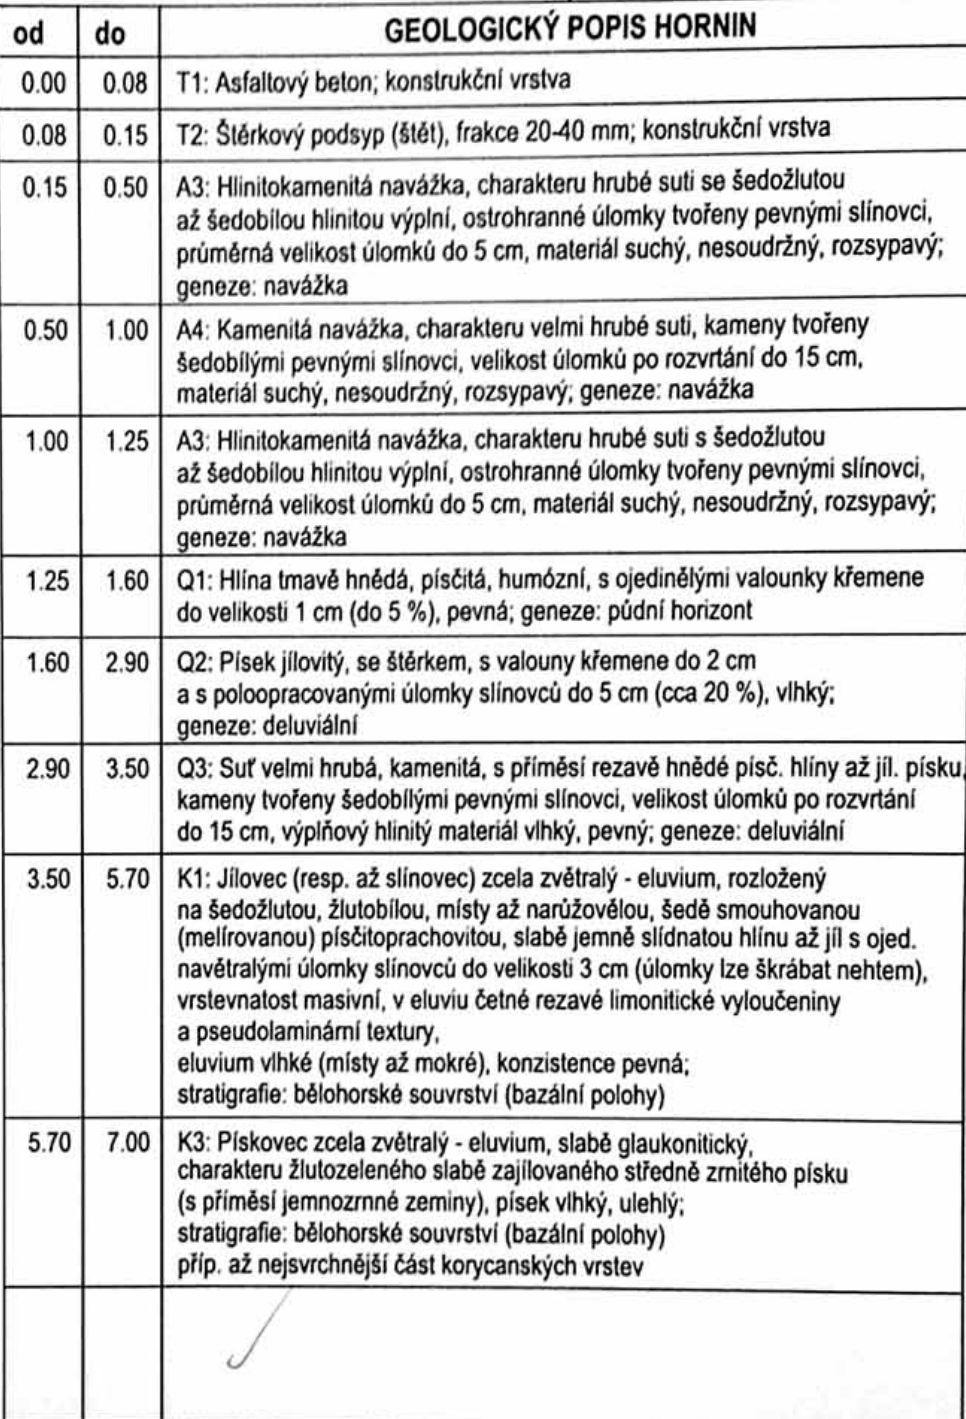 od do GEOLOGICKÝ POPIS HORNIN
0.00 0.08 T1: Asfaltový beton; konstrukční vrstva
0.08 0.15 T2: Štěrkový podsyp (štět), frakce 20-40 mm; konstrukční vrstva
0.15 0.50 A3: Hlinitokamenitá navážka, charakteru hrubé suti se šedožlutou
až šedobílou hlinitou výplní, ostrohranné úlomky tvořeny pevnými slínovci,
průměrná velikost úlomků do 5 cm, materiál suchý, nesoudržný, rozsypavý;
geneze: navážka
0.50 1.00 A4: Kamenitá navážka, charakteru velmi hrubé suti, kameny tvořeny
šedobílými pevnými slínovci, velikost úlomků po rozvrtání do 15 cm,
materiál suchý, nesoudržný, rozsypavý; geneze: navážka
1.00 1.25 A3: Hlinitokamenitá navážka, charakteru hrubé suti s šedožlutou
až šedobílou hlinitou výplní, ostrohranné úlomky tvořeny pevnými slínovci,
průměrná velikost úlomků do 5 cm, materiál suchý, nesoudržný, rozsypavý;
geneze: navážka
1.25 1.60 Q1: Hlína tmavě hnědá, písčitá, humózní, s ojedinělými valounky křemene
do velikosti 1 cm (do 5 %), pevná; geneze: půdní horizont
1.60 2.90 Q2: Písek jílovitý, se štěrkem, s valouny křemene do 2 cm
a s poloopracovanými úlomky slínovců do 5 cm (cca 20 %), vlhký;
geneze: deluviální
2.90 3.50 Q3: Suť velmi hrubá, kamenitá, s příměsí rezavě hnědé písč. hlíny až jíl. písku,
kameny tvořeny šedobílými pevnými slínovci, velikost úlomků po rozvrtání
do 15 cm, výplňový hlinitý materiál vlhký, pevný; geneze: deluviální
3.50 5.70 K1: Jílovec (resp. až slínovec) zcela zvětralý - eluvium, rozložený
na šedožlutou, žlutobílou, místy až narůžovělou, šedě smouhovanou
(melírovanou) písčitoprachovitou, slabě jemně slídnatou hlínu až jíl s ojed.
navětralými úlomky slínovců do velikosti 3 cm (úlomky lze škrábat nehtem),
vrstevnatost masivní, v eluviu četné rezavé limonitické vyloučeniny
a pseudolaminární textury,
eluvium vlhké (místy až mokré), konzistence pevná;
stratigrafie: bělohorské souvrství (bazální polohy)
5.70 7.00 K3: Pískovec zcela zvětralý - eluvium, slabě glaukonitický,
charakteru žlutozeleného slabě zajílovaného středně zrnitého písku
(s příměsí jemnozrnné zeminy), písek vlhký, ulehlý;
stratigrafie: bělohorské souvrství (bazální polohy)
příp. až nejsvrchnější část korycanských vrstev